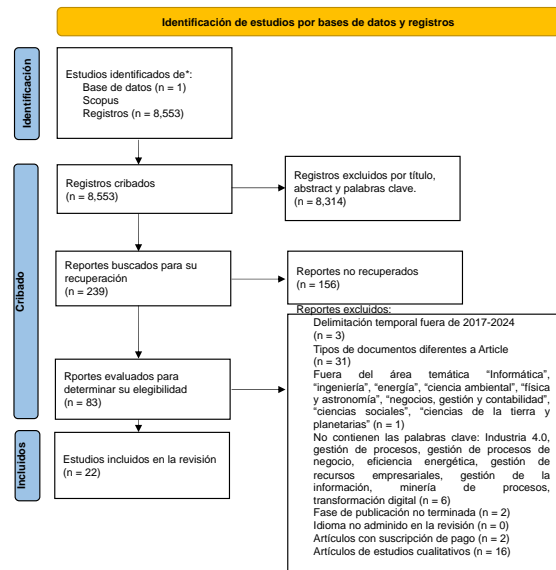 Identificación de estudios por bases de datos y registros
Identificación
Estudios identificados de*:
Base de datos (n = 1)
Scopus
Registros (n = 8,553)
Cribado
Registros cribados
(n = 8,553)
Registros excluidos por título,
abstract y palabras clave.
(n = 8,314)
Reportes buscados para su
recuperación
(n = 239)
Reportes no recuperados
(n = 156)
Rportes evaluados para
determinar su elegibilidad
(n = 83)
Reportes excluidos:
Delimitación temporal fuera de 2017-2024
(n = 3)
Tipos de documentos diferentes a Article
(n = 31)
Fuera del área temática “Informática”,
“ingeniería”, “energía”, “ciencia ambiental”, “física
y astronomía”, “negocios, gestión y contabilidad”,
“ciencias sociales”, “ciencias de la tierra y
planetarias” (n = 1)
No contienen las palabras clave: Industria 4.0,
gestión de procesos, gestión de procesos de
negocio, eficiencia energética, gestión de
recursos empresariales, gestión de la
información, minería de procesos,
transformación digital (n = 6)
Fase de publicación no terminada (n = 2)
Idioma no adminido en la revisión (n = 0)
Artículos con suscripción de pago (n = 2)
Artículos de estudios cualitativos (n = 16)
Incluidos
Estudios incluidos en la revisión
(n = 22)